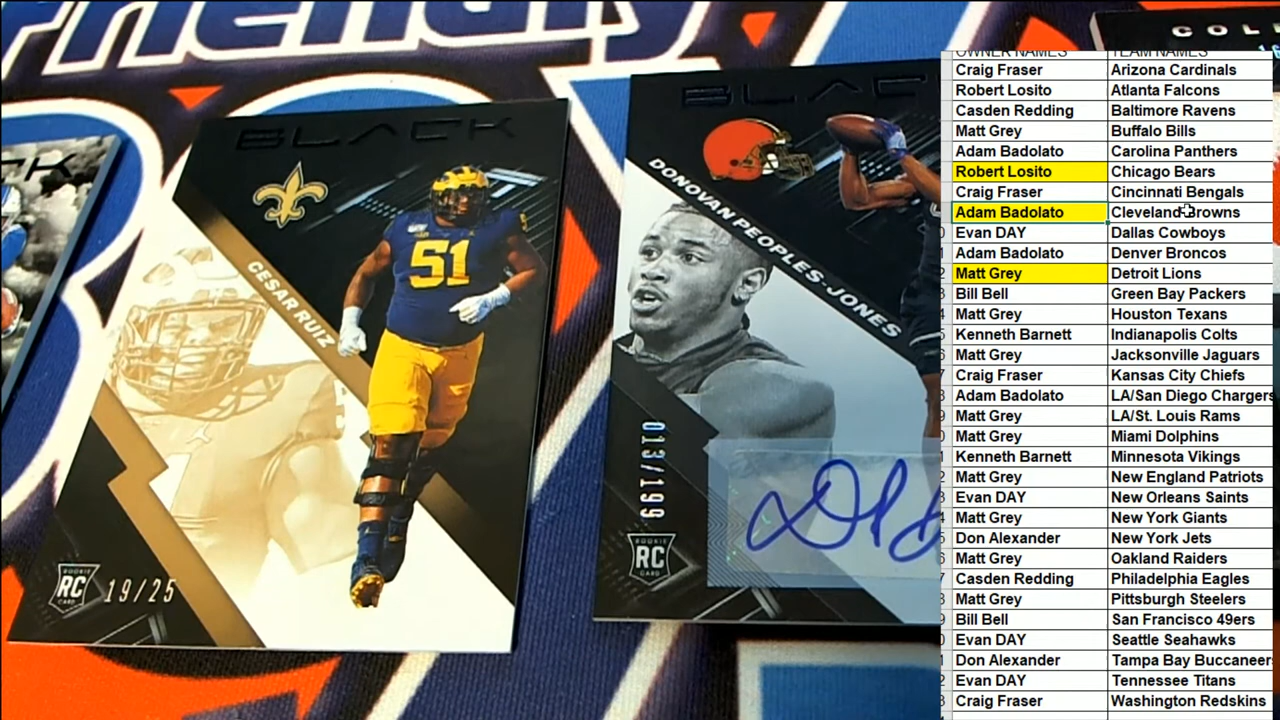 Friendly
COLL
BLACK
CESAR RUIZ
51
RC
ROOKIE
CARD
19/25
BLACK
DONOVAN PEOPLES-JONES
013/199
ROOKIE
RC
CARD
OWNER NAMES TEAM NAMES
Craig Fraser Arizona Cardinals
Robert Losito Atlanta Falcons
Casden Redding Baltimore Ravens
Matt Grey Buffalo Bills
Adam Badolato Carolina Panthers
Robert Losito Chicago Bears
Craig Fraser Cincinnati Bengals
Adam Badolato Cleveland Browns
Evan DAY Dallas Cowboys
Adam Badolato Denver Broncos
Matt Grey Detroit Lions
Bill Bell Green Bay Packers
Matt Grey Houston Texans
Kenneth Barnett Indianapolis Colts
Matt Grey Jacksonville Jaguars
Craig Fraser Kansas City Chiefs
Adam Badolato LA/San Diego Chargers
Matt Grey LA/St. Louis Rams
Matt Grey Miami Dolphins
Kenneth Barnett Minnesota Vikings
Matt Grey New England Patriots
Evan DAY New Orleans Saints
Matt Grey New York Giants
Don Alexander New York Jets
Matt Grey Oakland Raiders
Casden Redding Philadelphia Eagles
Matt Grey Pittsburgh Steelers
Bill Bell San Francisco 49ers
Evan DAY Seattle Seahawks
Don Alexander Tampa Bay Buccaneers
Evan DAY Tennessee Titans
Craig Fraser Washington Redskins